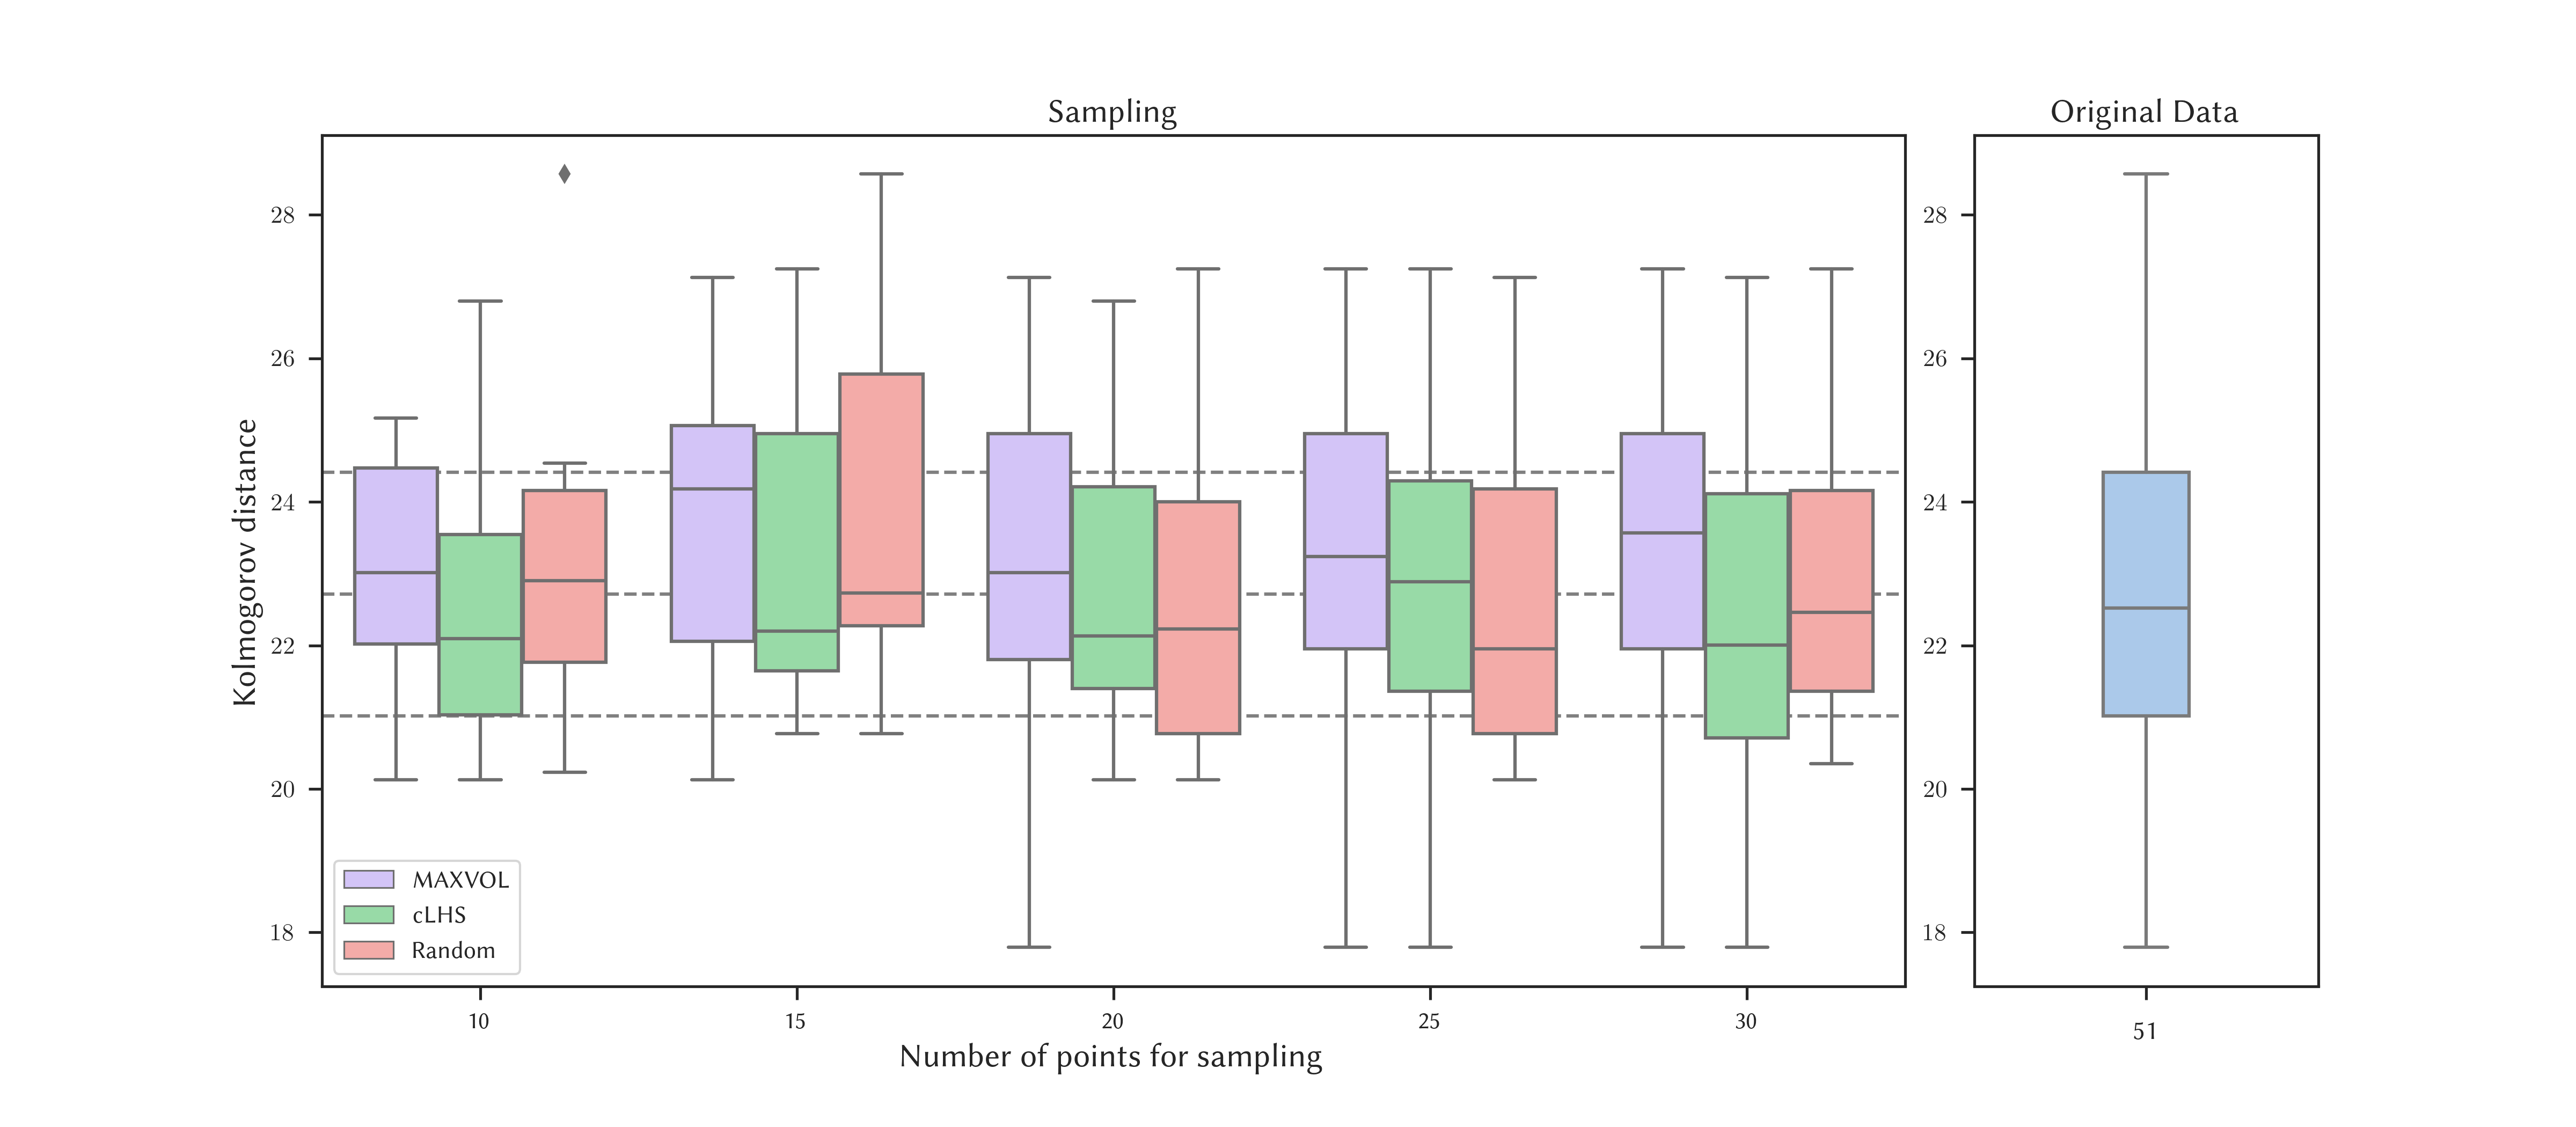 Sampling
Original Data
Kolmogorov distance
28
26
24
22
20
18
28
26
24
22
20
18
MAXVOL
cLHS
Random
10
15
20
25
30
51
Number of points for sampling